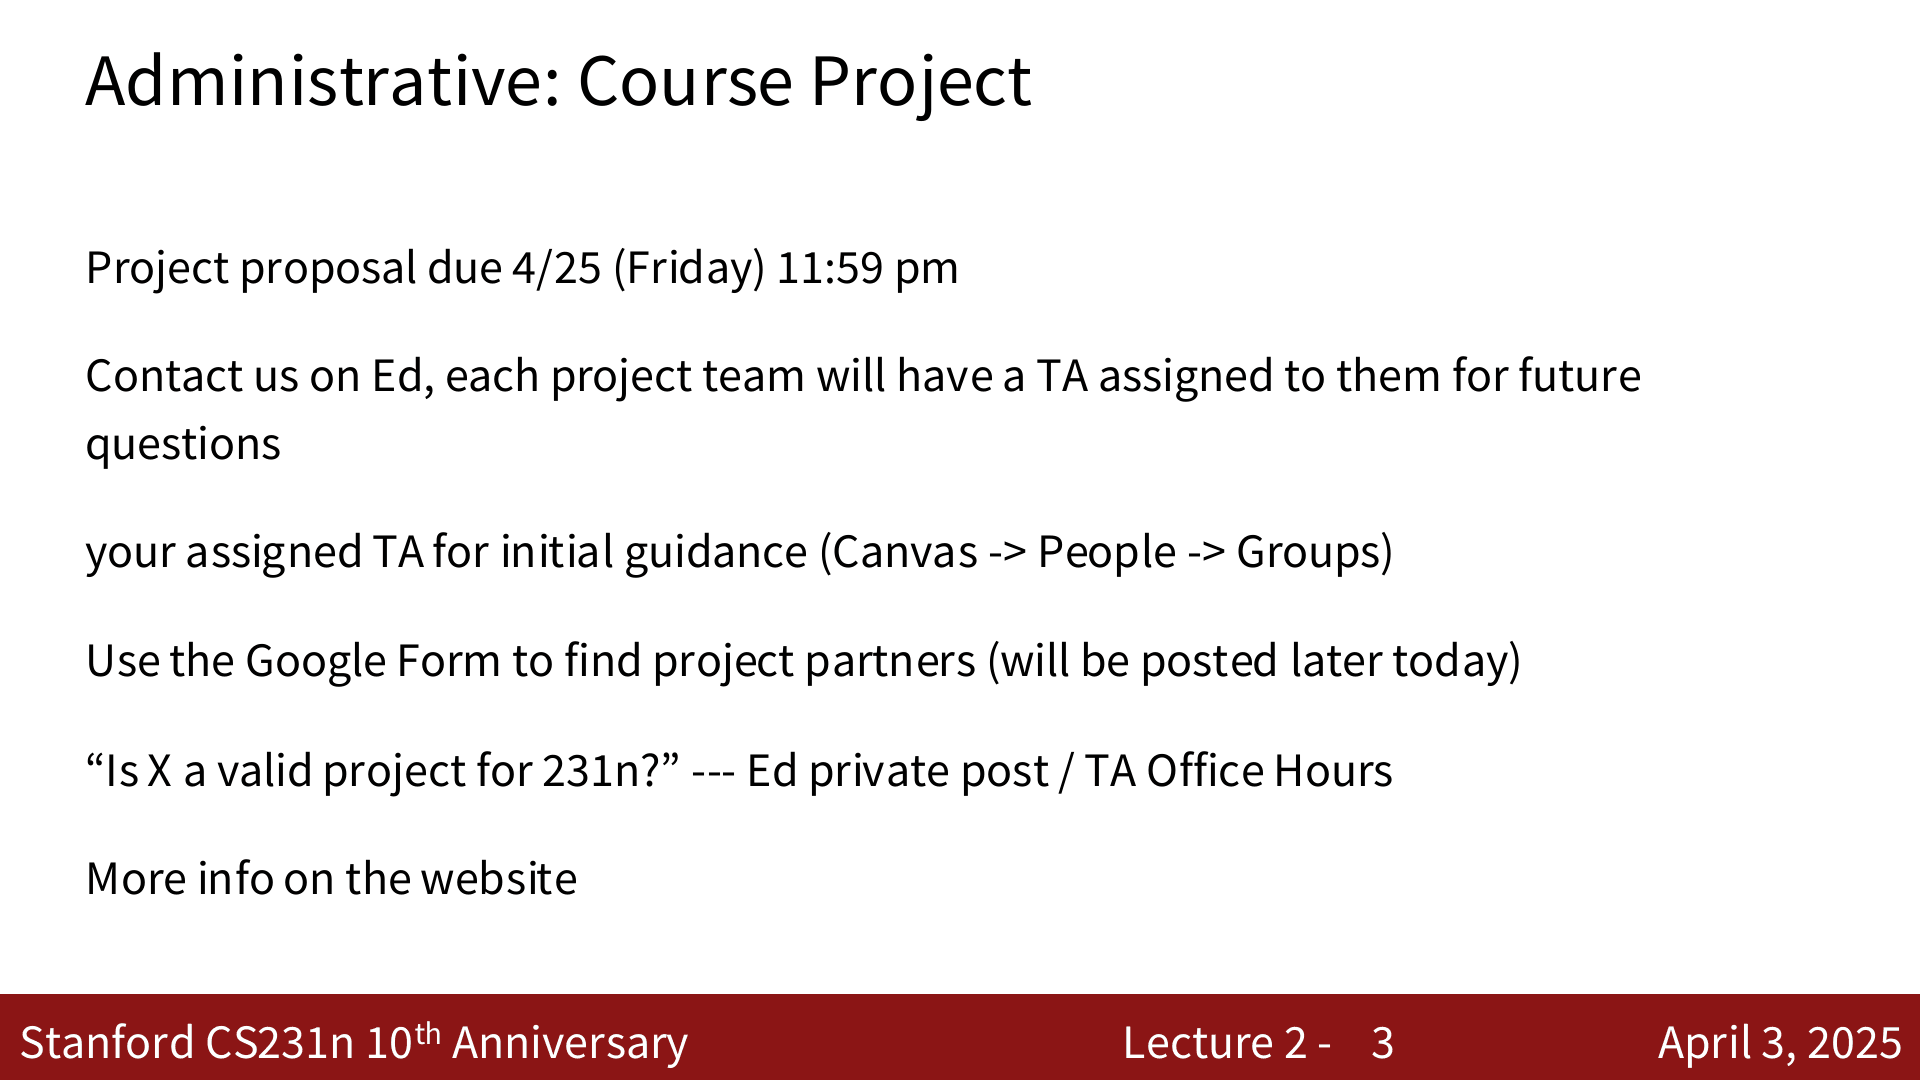 Administrative: Course Project
Project proposal due 4/25 (Friday) 11:59 pm
Contact us on Ed, each project team will have a TA assigned to them for future
questions
your assigned TA for initial guidance (Canvas -> People -> Groups)
Use the Google Form to find project partners (will be posted later today)
“Is X a valid project for 231n?” --- Ed private post / TA Office Hours
More info on the website
Stanford CS231n 10th Anniversary
Lecture 2 - 3
April 3, 2025